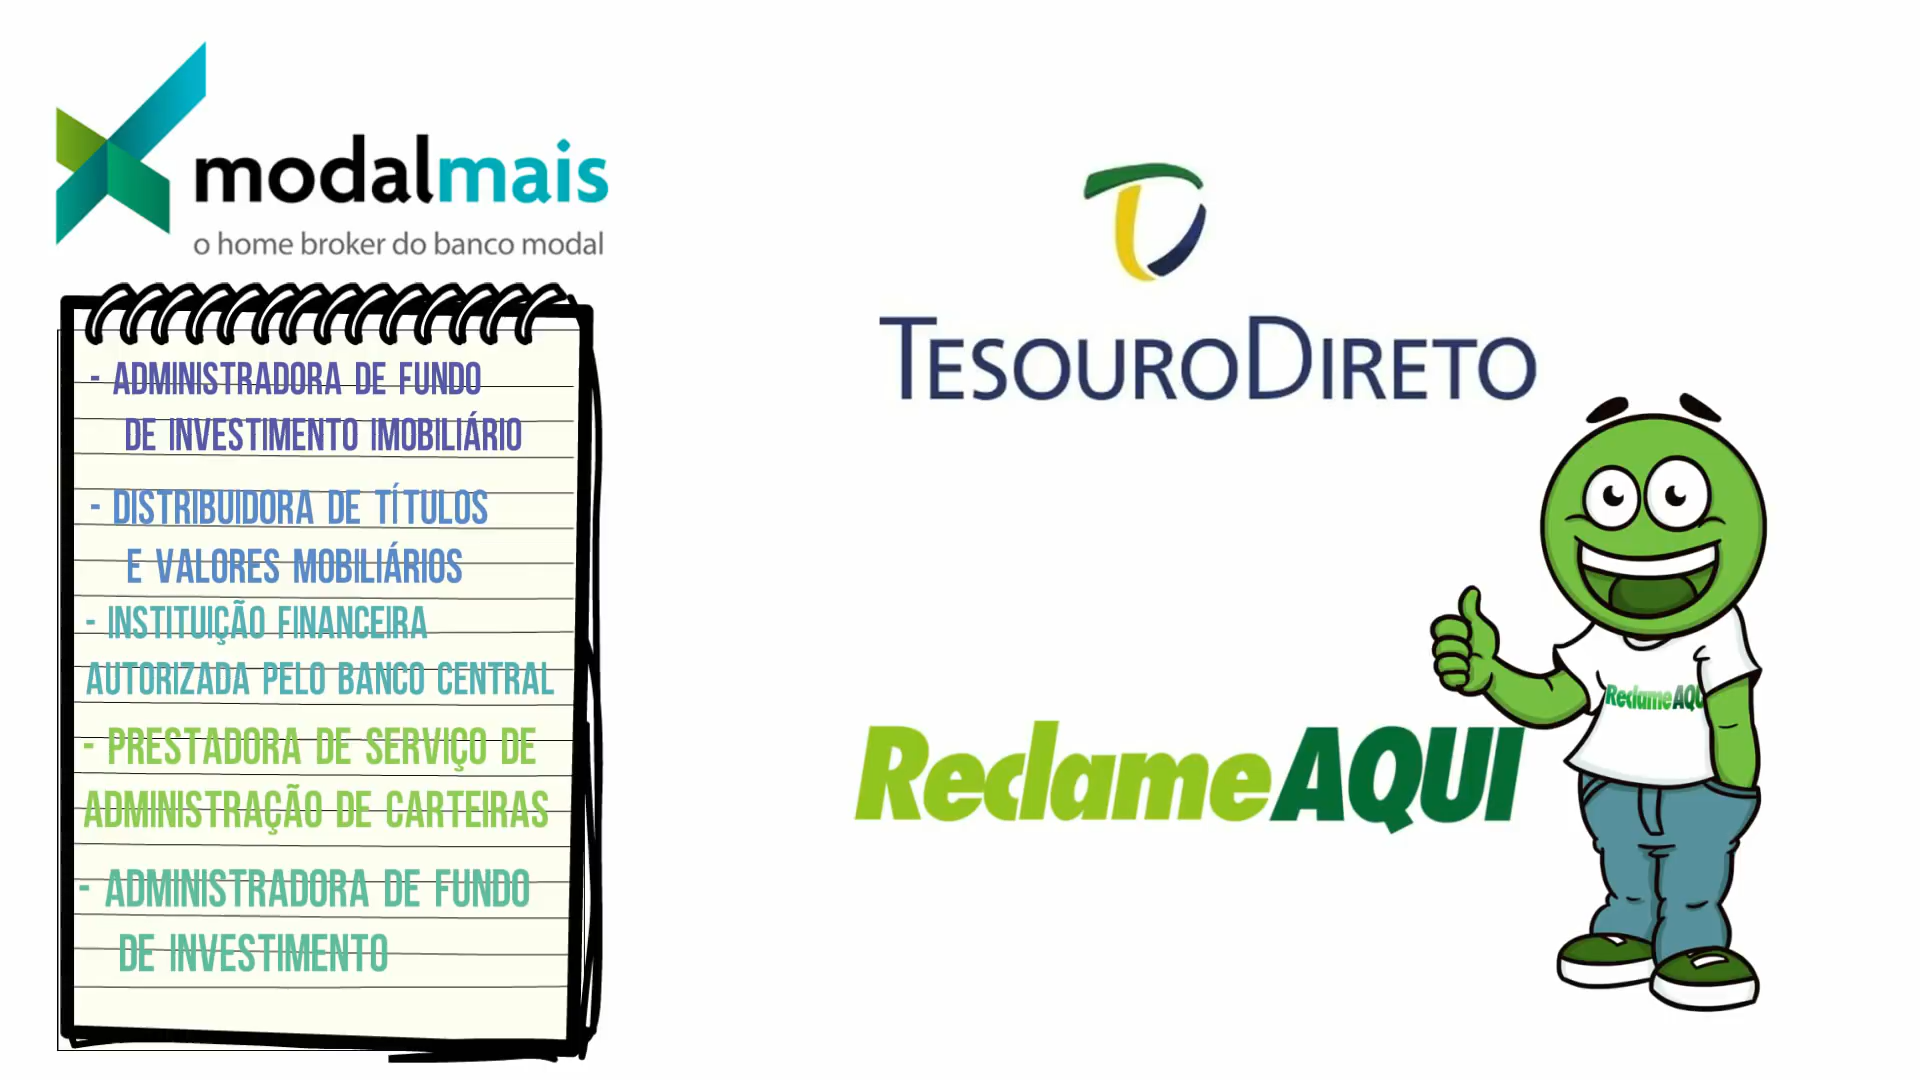 modalmais
o home broker do banco modal
- ADMINISTRADORA DE FUNDO
DE INVESTIMENTO IMOBILIÁRIO
- DISTRIBUIDORA DE TÍTULOS
E VALORES MOBILIÁRIOS
- INSTITUIÇÃO FINANCEIRA
AUTORIZADA PELO BANCO CENTRAL
- PRESTADORA DE SERVIÇO DE
ADMINISTRAÇÃO DE CARTEIRAS
- ADMINISTRADORA DE FUNDO
DE INVESTIMENTO
TESOURODIRETO
ReclameAQUI
ReclameAQU